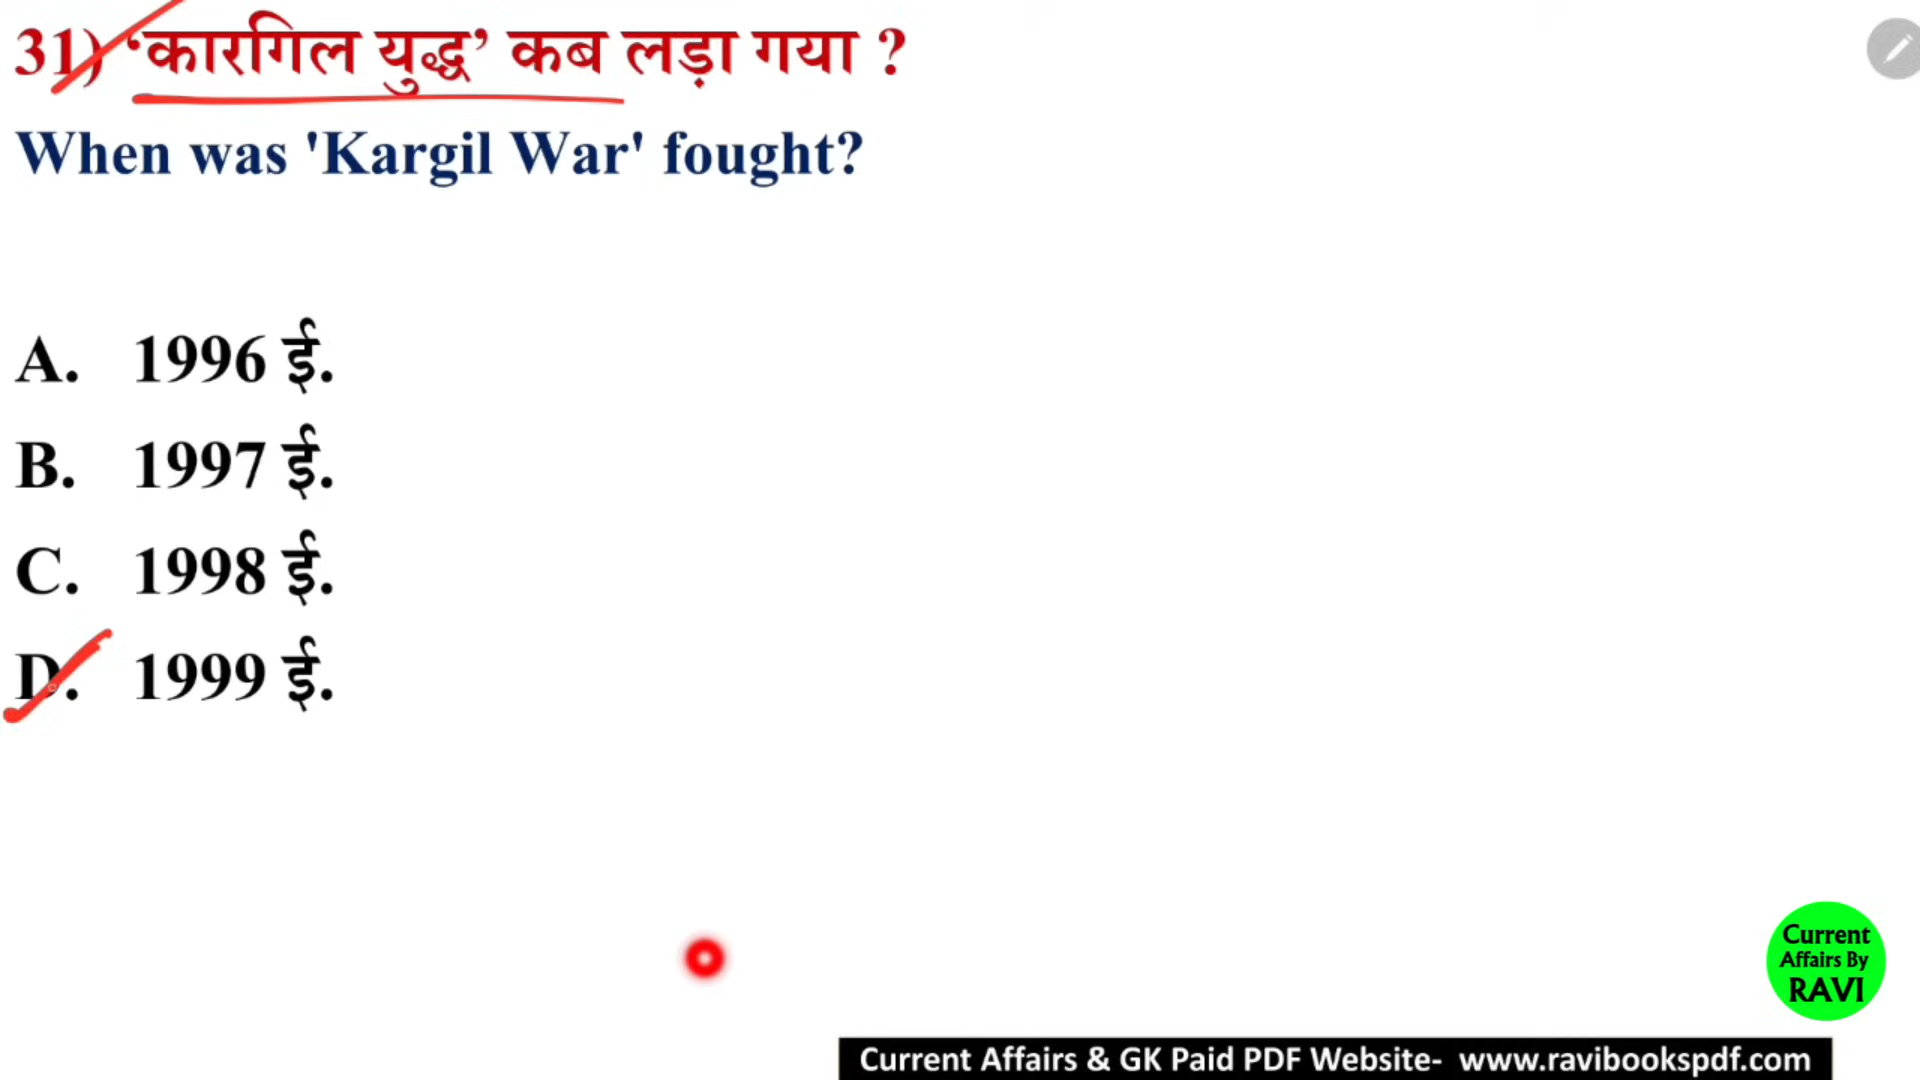 31) ‘कारगिल युद्ध’ कब लड़ा गया ?
When was 'Kargil War' fought?
A. 1996 ई.
B. 1997 ई.
C. 1998 ई.
D. 1999 ई.
Current
Affairs By
RAVI
Current Affairs & GK Paid PDF Website- www.ravibookspdf.com